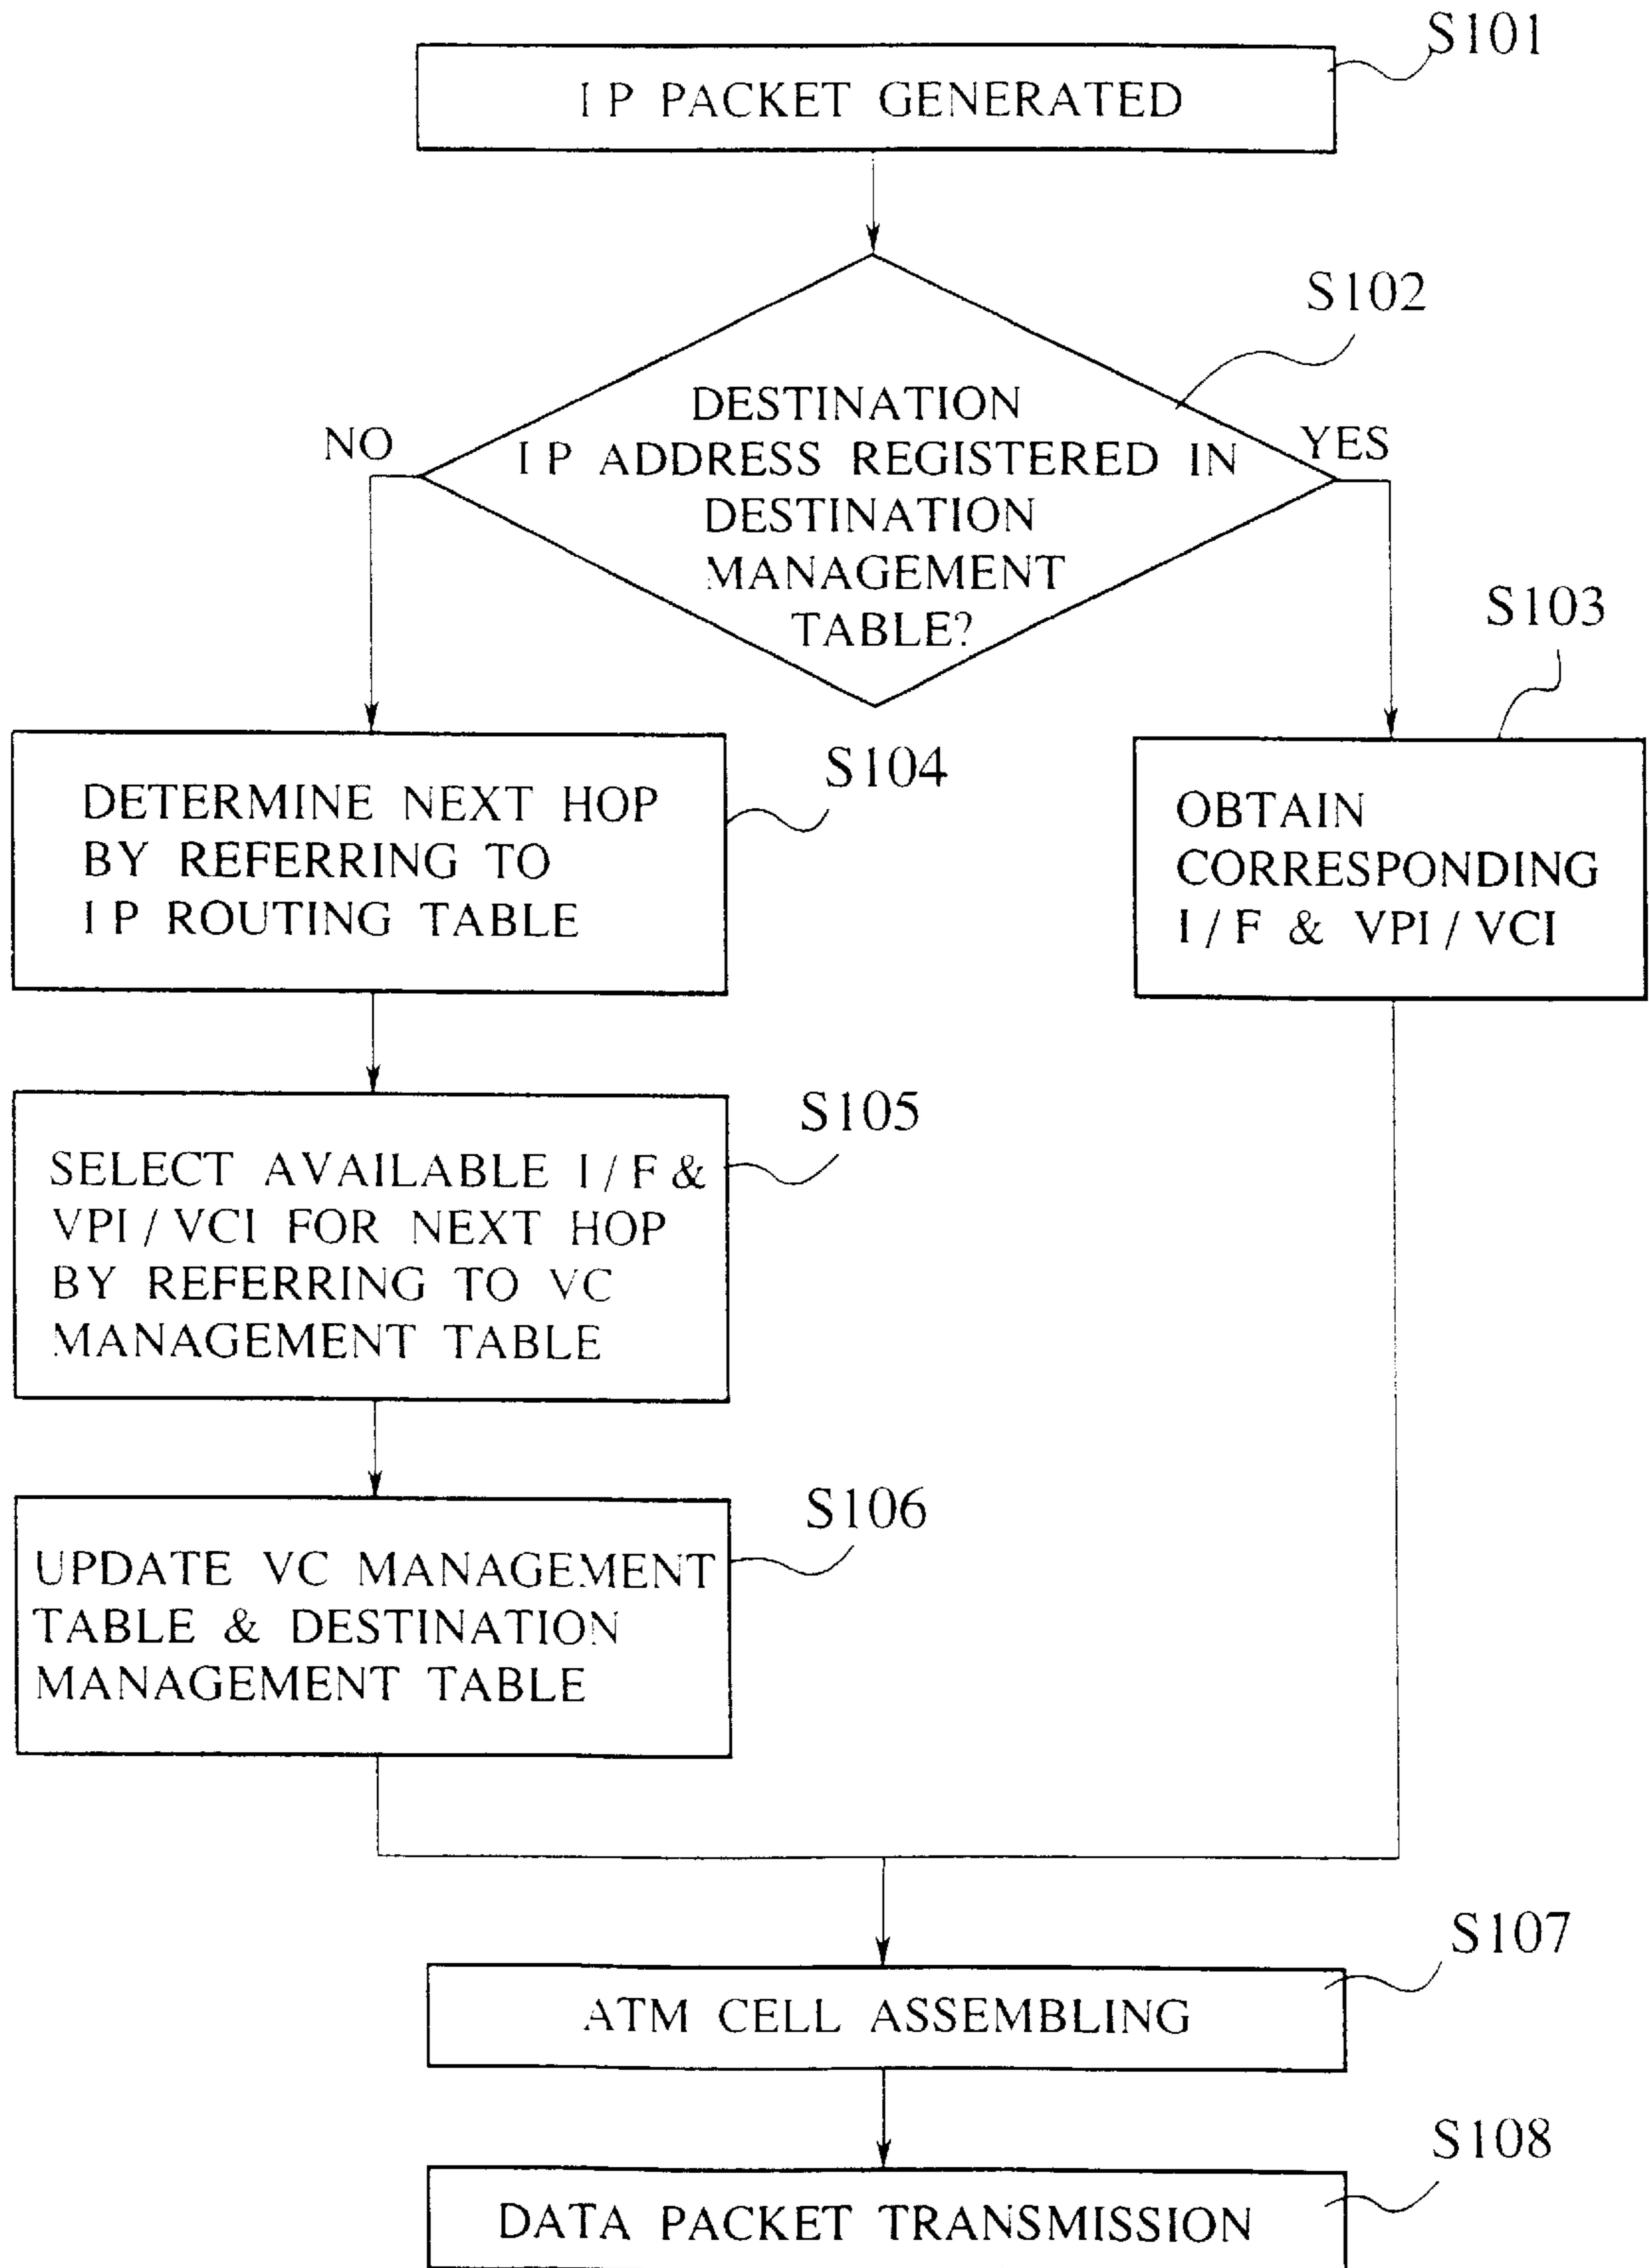 S101
IP PACKET GENERATED
S102
DESTINATION
IP ADDRESS REGISTERED IN
DESTINATION
MANAGEMENT
TABLE?
NO
YES
S103
OBTAIN
CORRESPONDING
I/F & VPI/VCI
S104
DETERMINE NEXT HOP
BY REFERRING TO
IP ROUTING TABLE
S105
SELECT AVAILABLE I/F &
VPI/VCI FOR NEXT HOP
BY REFERRING TO VC
MANAGEMENT TABLE
S106
UPDATE VC MANAGEMENT
TABLE & DESTINATION
MANAGEMENT TABLE
S107
ATM CELL ASSEMBLING
S108
DATA PACKET TRANSMISSION